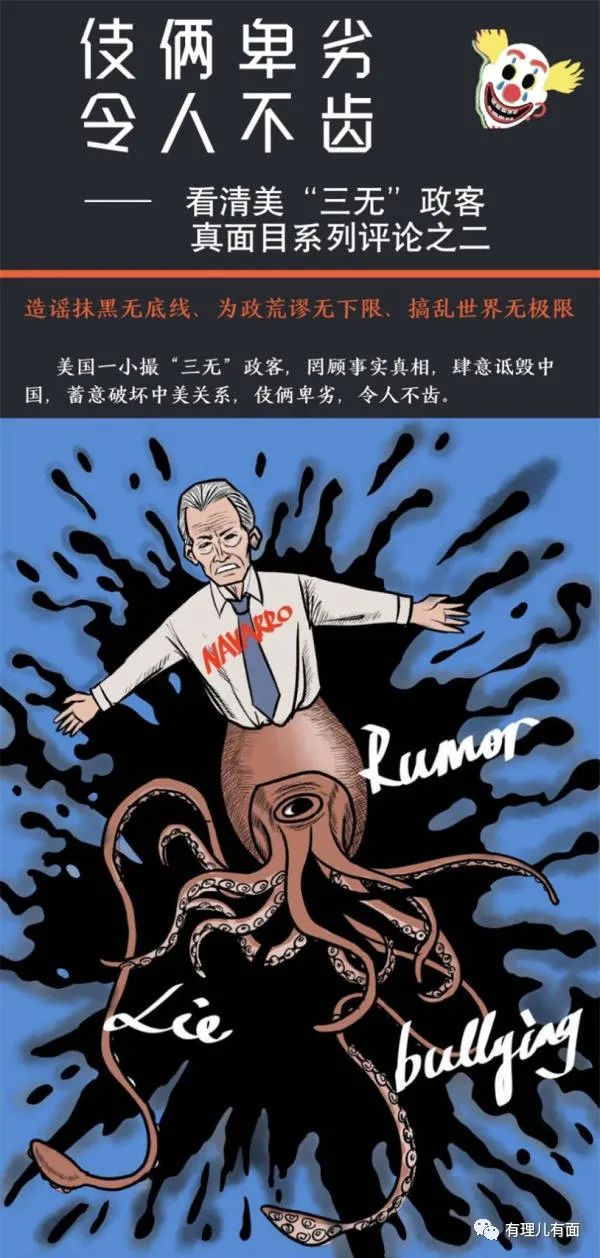 伎俩卑劣
令人不齿
—— 看清美“三无”政客
真面目系列评论之二
造谣抹黑无底线、为政荒谬无下限、搞乱世界无极限
美国一小撮“三无”政客，罔顾事实真相，肆意诋毁中
国，蓄意破坏中美关系，伎俩卑劣，令人不齿。
NAVARRO
Rumor
Lie
bullying
有理儿有面